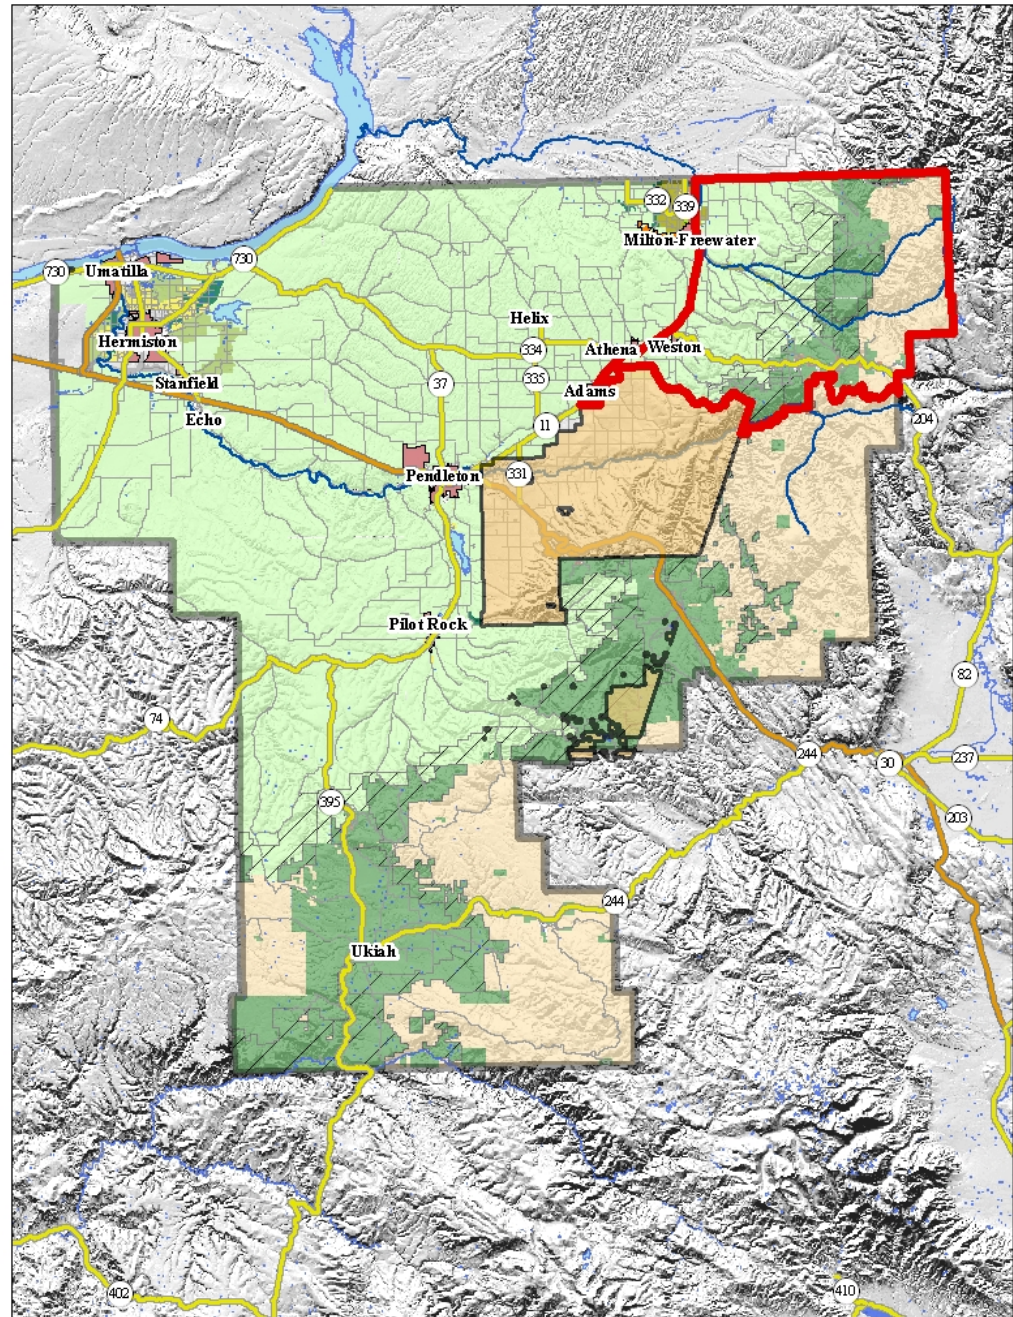 332
339
Milton-Freewater
730
730
Umatilla
Helix
Hermiston
334
Athena
Weston
Stanfield
37
335
Adams
Echo
11
204
Pendleton
331
Pilot Rock
82
74
244
30
237
395
203
244
Ukiah
402
410